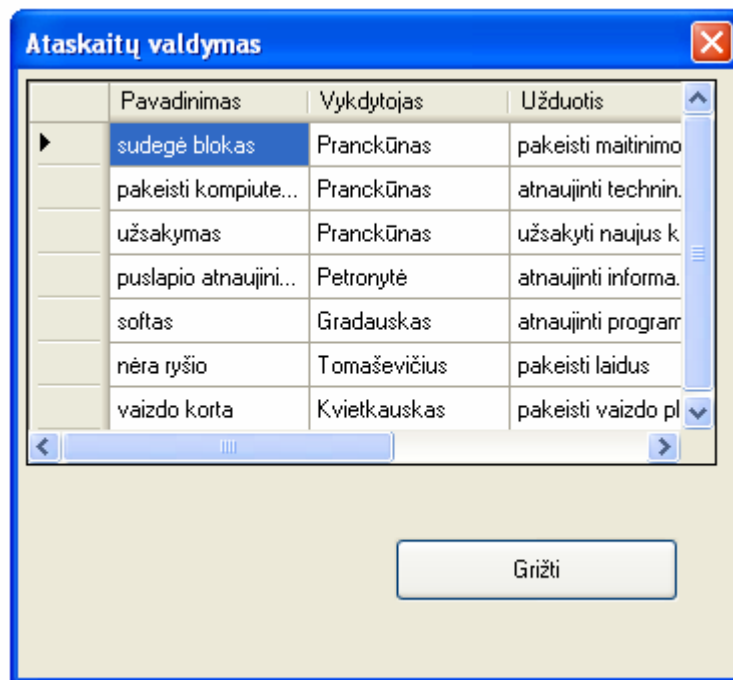 Ataskaitų valdymas
Pavadinimas Vykdytojas Užduotis
sudegė blokas Pranckūnas pakeisti maitinimo
pakeisti kompiute... Pranckūnas atnaujinti technin.
užsakymas Pranckūnas užsakyti naujus k
puslapio atnaujini... Petronytė atnaujinti informa.
softas Gradauskas atnaujinti program
nėra ryšio Tomaševičius pakeisti laidus
vaizdo korta Kvietkauskas pakeisti vaizdo pl
Grižti